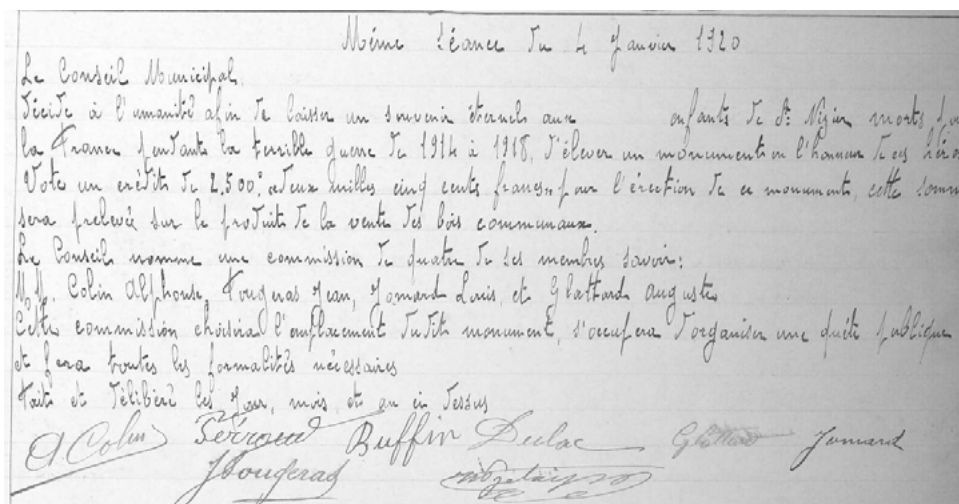 Même séance du 4 Janvier 1920
Le Conseil Municipal.
décide à l'umanité afin de laisser un souvenir éternels aux enfants de St Nizier morts pour
la France pendant la terrible guerre de 1914 à 1918, d'élever un monument en l'honneur de ces héros
Vote un crédit de 2,500f « deux milles cinq cents francs » pour l'érection de ce monument, cette somme
sera prelevée sur le produit de la vente des bois communaux.
Le Conseil nomme une commission de quatre de ses membres savoir:
M.M. Colin Alphonse, Fougeras Jean, Jomard Louis, et Glattard Auguste
Cette commission choisira l'emplacement dudit monument, s'occupera d'organiser une quête publique
et fera toutes les formalités nécessaires
Fait et délibéré les jour, mois, et an ci dessus
A Colin Perroud Buffin Dulac Glattard Jomard
J Fougeras